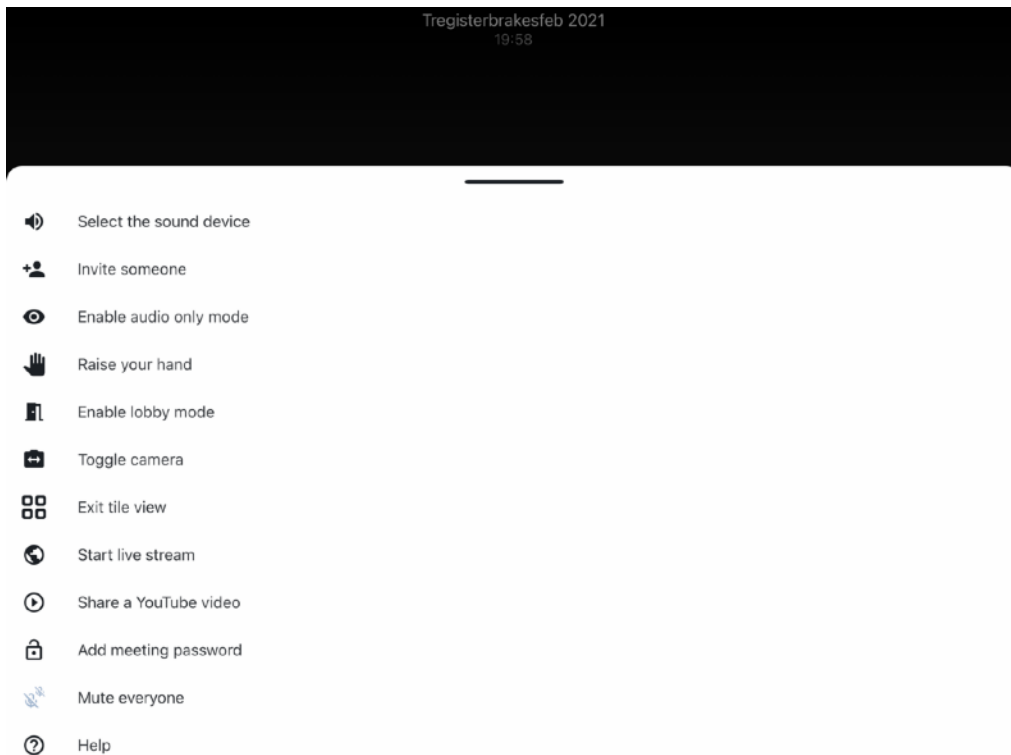 Tregisterbrakesfeb 2021
19:58
Select the sound device
Invite someone
Enable audio only mode
Raise your hand
Enable lobby mode
Toggle camera
Exit tile view
Start live stream
Share a YouTube video
Add meeting password
Mute everyone
Help